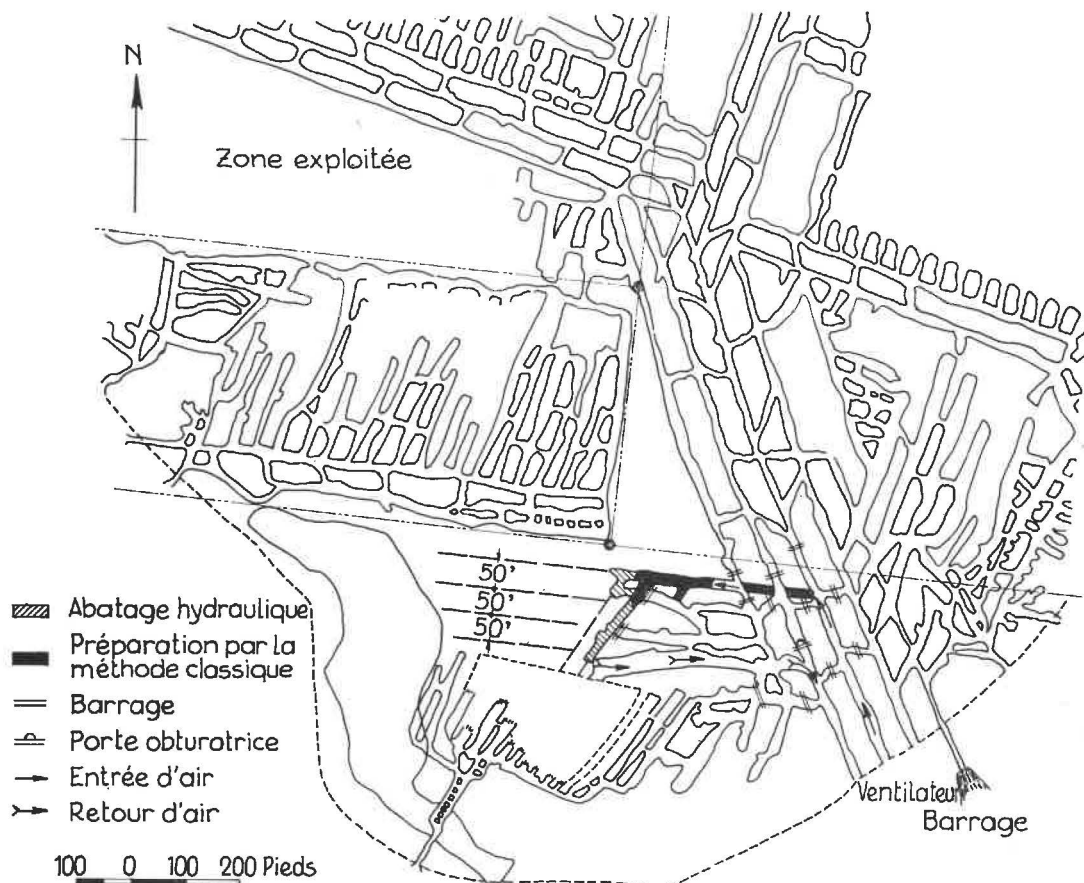 N
Zone exploitée
50'
50'
50'
Abatage hydraulique
Préparation par la
méthode classique
Barrage
Porte obturatrice
Entrée d'air
Retour d'air
Ventilateur
Barrage
100 0 100 200 Pieds